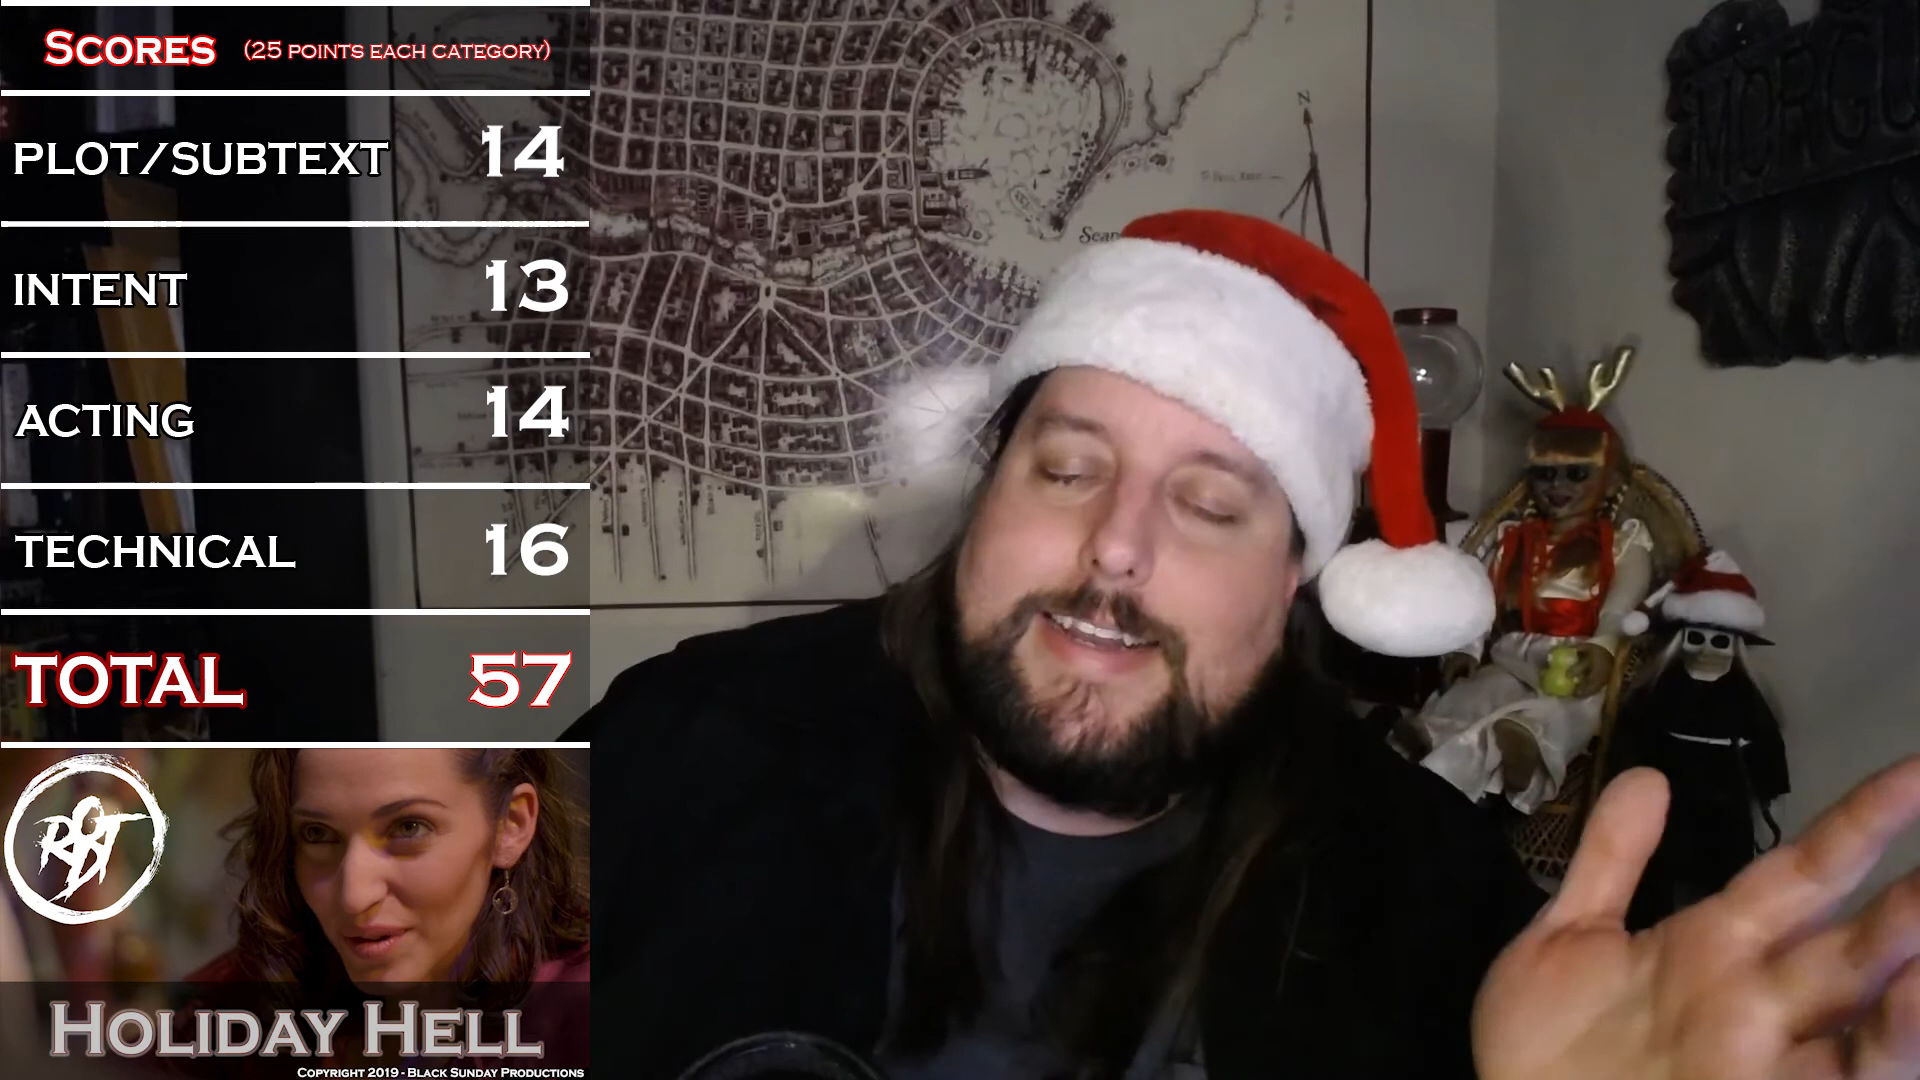 SCORES (25 POINTS EACH CATEGORY)
PLOT/SUBTEXT 14
INTENT 13
ACTING 14
TECHNICAL 16
TOTAL 57
ROT
HOLIDAY HELL
COPYRIGHT 2019 - BLACK SUNDAY PRODUCTIONS
N